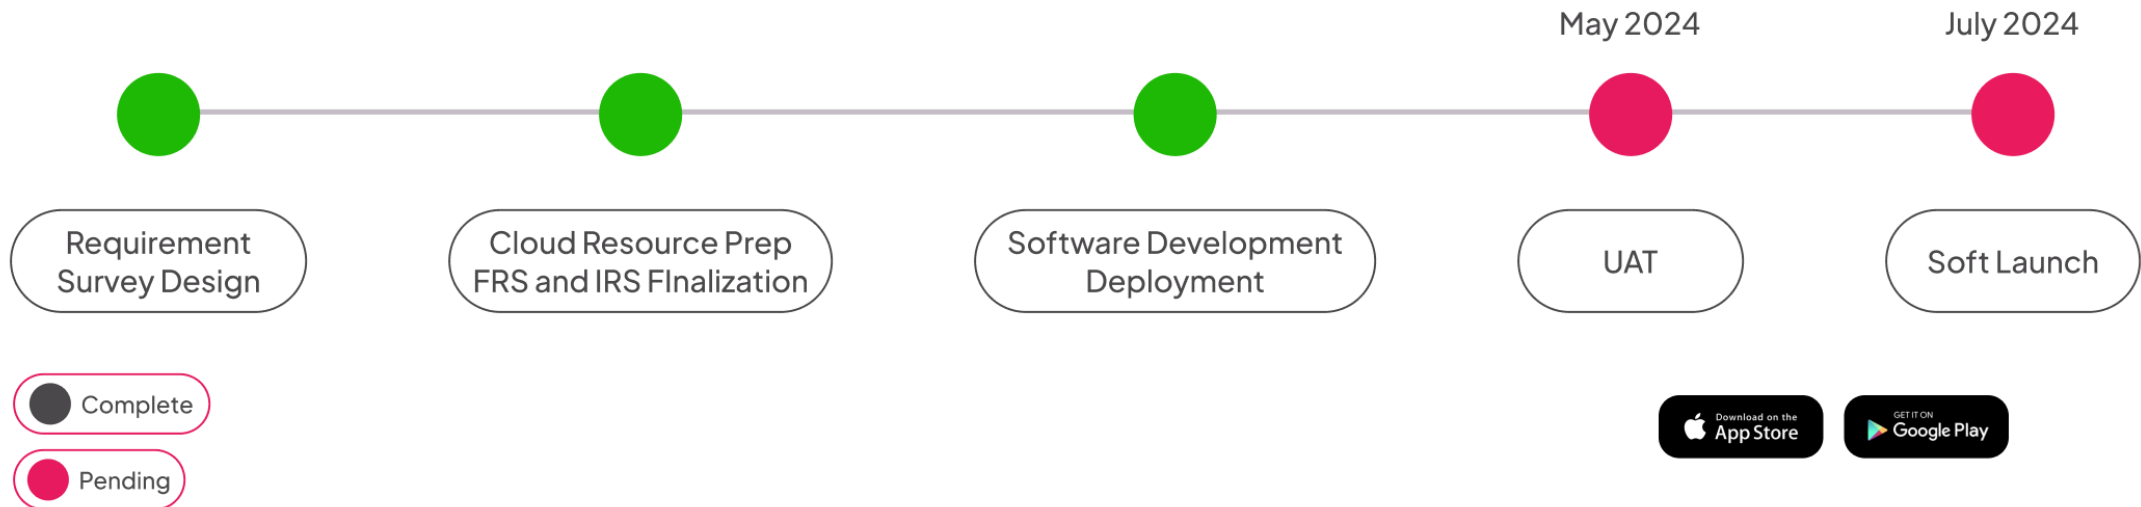 May 2024
July 2024
Requirement
Survey Design
Cloud Resource Prep
FRS and IRS FInalization
Software Development
Deployment
UAT
Soft Launch
Complete
Pending
Download on the
App Store
GET IT ON
Google Play